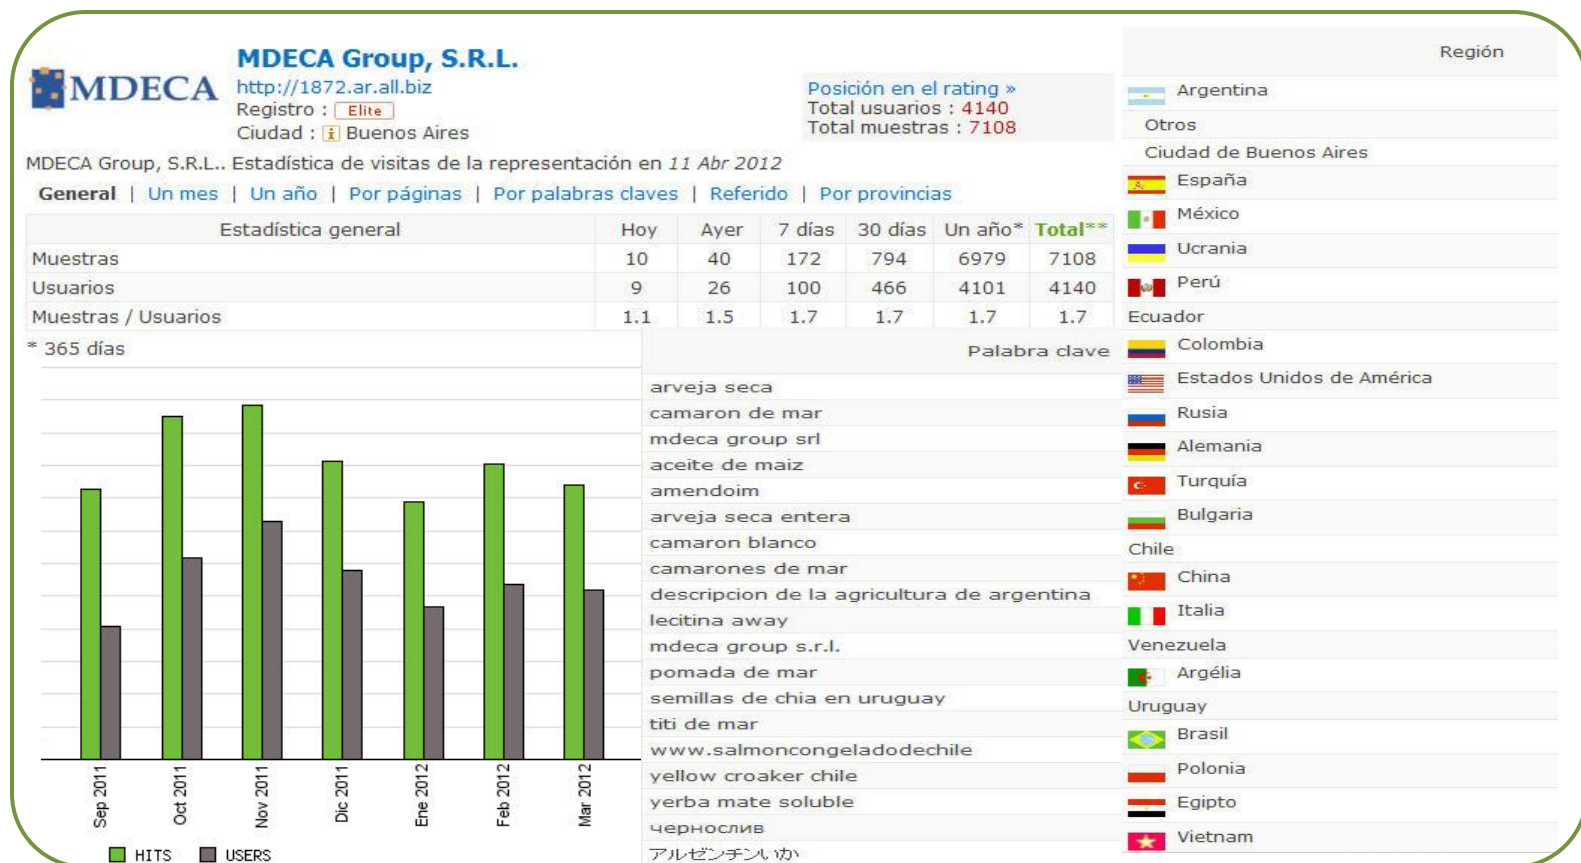 MDECA
MDECA Group, S.R.L.
http://1872.ar.all.biz
Registro : Elite
Ciudad : i Buenos Aires
Posición en el rating »
Total usuarios : 4140
Total muestras : 7108
MDECA Group, S.R.L.. Estadística de visitas de la representación en 11 Abr 2012
General | Un mes | Un año | Por páginas | Por palabras claves | Referido | Por provincias
Estadística general Hoy Ayer 7 días 30 días Un año* Total**
Muestras 10 40 172 794 6979 7108
Usuarios 9 26 100 466 4101 4140
Muestras / Usuarios 1.1 1.5 1.7 1.7 1.7 1.7
* 365 días
Sep 2011
Oct 2011
Nov 2011
Dic 2011
Ene 2012
Feb 2012
Mar 2012
HITS USERS
Palabra clave
arveja seca
camaron de mar
mdeca group srl
aceite de maiz
amendoim
arveja seca entera
camaron blanco
camarones de mar
descripcion de la agricultura de argentina
lecitina away
mdeca group s.r.l.
pomada de mar
semillas de chia en uruguay
titi de mar
www.salmoncongeladodechile
yellow croaker chile
yerba mate soluble
чернослив
アルゼンチンいか
Región
Argentina
Otros
Ciudad de Buenos Aires
España
México
Ucrania
Perú
Ecuador
Colombia
Estados Unidos de América
Rusia
Alemania
Turquía
Bulgaria
Chile
China
Italia
Venezuela
Argélia
Uruguay
Brasil
Polonia
Egipto
Vietnam